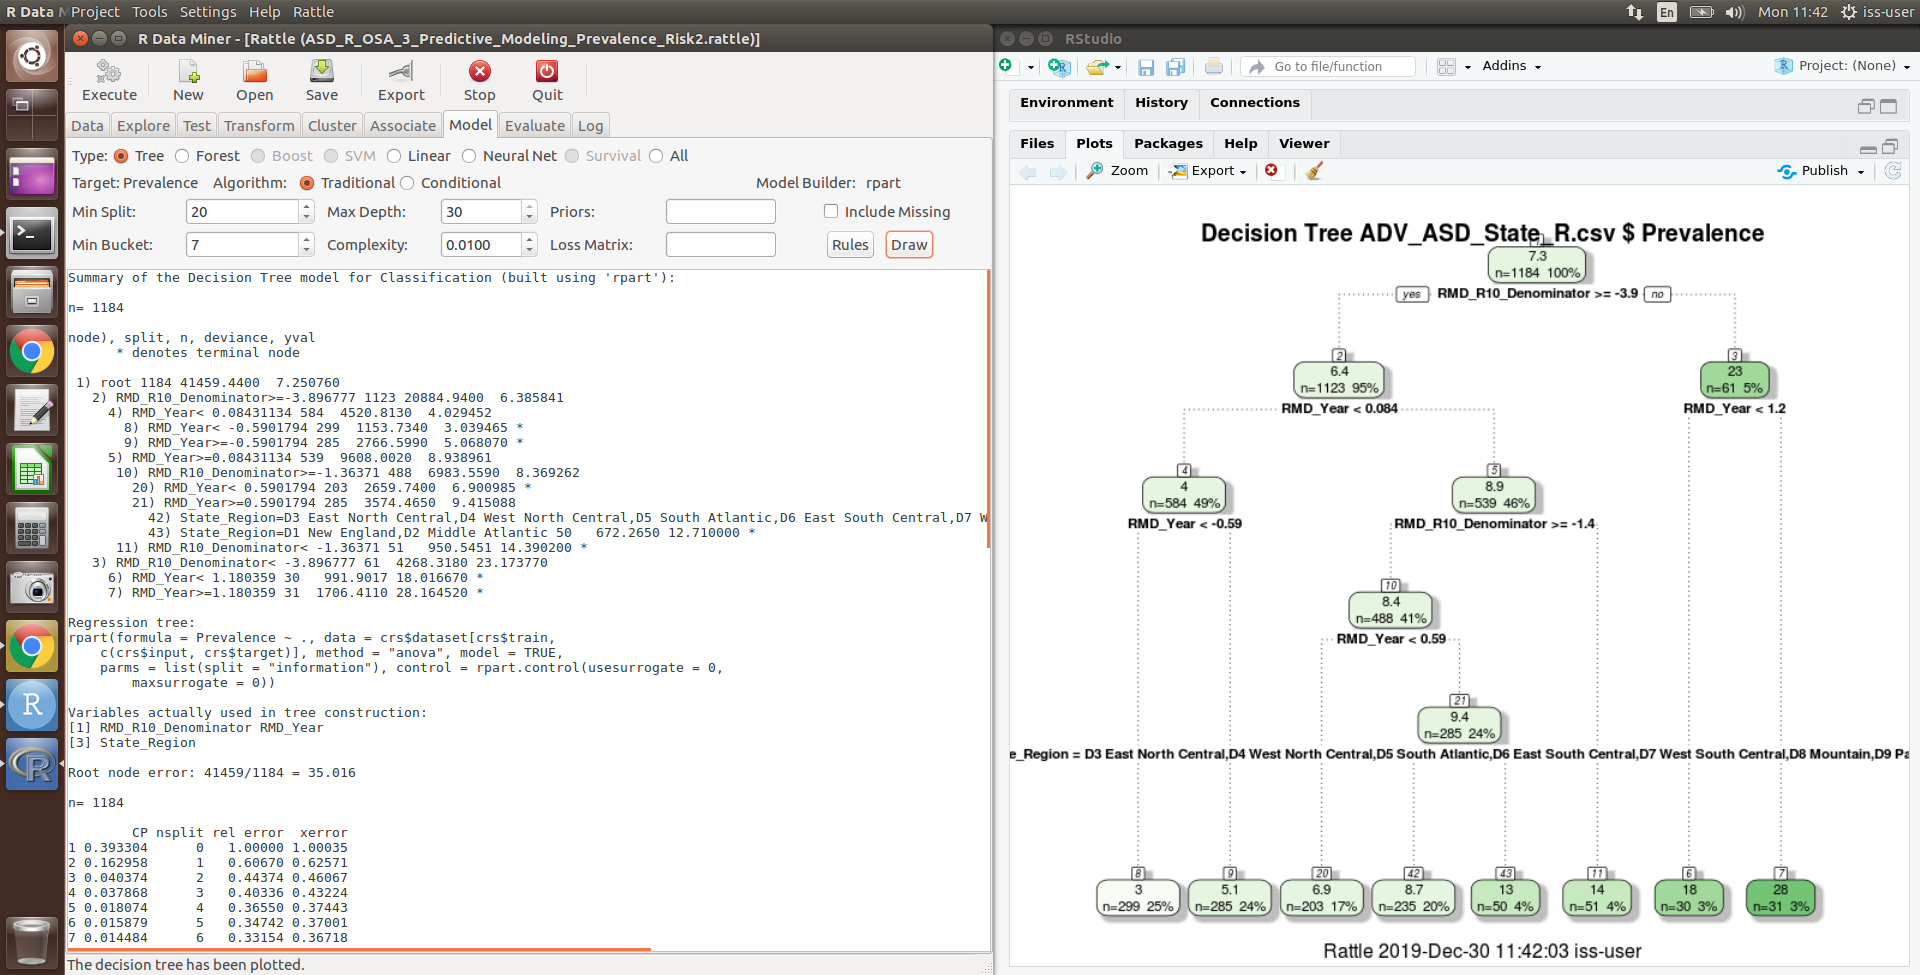 R Data M Project Tools Settings Help Rattle
En Mon 11:42 iss-user
R Data Miner - [Rattle (ASD_R_OSA_3_Predictive_Modeling_Prevalence_Risk2.rattle)]
Execute New Open Save Export Stop Quit
Data Explore Test Transform Cluster Associate Model Evaluate Log
Type: Tree Forest Boost SVM Linear Neural Net Survival All
Target: Prevalence Algorithm: Traditional Conditional Model Builder: rpart
Min Split: 20 Max Depth: 30 Priors: Include Missing
Min Bucket: 7 Complexity: 0.0100 Loss Matrix: Rules Draw
Summary of the Decision Tree model for Classification (built using 'rpart'):
n= 1184
node), split, n, deviance, yval
* denotes terminal node
1) root 1184 41459.4400 7.250760
2) RMD_R10_Denominator>=-3.896777 1123 20884.9400 6.385841
4) RMD_Year< 0.08431134 584 4520.8130 4.029452
8) RMD_Year< -0.5901794 299 1153.7340 3.039465 *
9) RMD_Year>=-0.5901794 285 2766.5990 5.068070 *
5) RMD_Year>=0.08431134 539 9608.0020 8.938961
10) RMD_R10_Denominator>=-1.36371 488 6983.5590 8.369262
20) RMD_Year< 0.5901794 203 2659.7400 6.900985 *
21) RMD_Year>=0.5901794 285 3574.4650 9.415088
42) State_Region=D3 East North Central,D4 West North Central,D5 South Atlantic,D6 East South Central,D7 W
43) State_Region=D1 New England,D2 Middle Atlantic 50 672.2650 12.710000 *
11) RMD_R10_Denominator< -1.36371 51 950.5451 14.390200 *
3) RMD_R10_Denominator< -3.896777 61 4268.3180 23.173770
6) RMD_Year< 1.180359 30 991.9017 18.016670 *
7) RMD_Year>=1.180359 31 1706.4110 28.164520 *
Regression tree:
rpart(formula = Prevalence ~ ., data = crs$dataset[crs$train,
c(crs$input, crs$target)], method = "anova", model = TRUE,
parms = list(split = "information"), control = rpart.control(usesurrogate = 0,
maxsurrogate = 0))
Variables actually used in tree construction:
[1] RMD_R10_Denominator RMD_Year
[3] State_Region
Root node error: 41459/1184 = 35.016
n= 1184
CP nsplit rel error xerror
1 0.393304 0 1.00000 1.00035
2 0.162958 1 0.60670 0.62571
3 0.040374 2 0.44374 0.46067
4 0.037868 3 0.40336 0.43224
5 0.018074 4 0.36550 0.37443
6 0.015879 5 0.34742 0.37001
7 0.014484 6 0.33154 0.36718
The decision tree has been plotted.
RStudio
Go to file/function Addins Project: (None)
Environment History Connections
Files Plots Packages Help Viewer
Zoom Export Publish
Decision Tree ADV_ASD_State_R.csv $ Prevalence
7.3
n=1184 100%
yes RMD_R10_Denominator >= -3.9 no
2 3
6.4 23
n=1123 95% n=61 5%
RMD_Year < 0.084 RMD_Year < 1.2
4 5
4 8.9
n=584 49% n=539 46%
RMD_Year < -0.59 RMD_R10_Denominator >= -1.4
10
8.4
n=488 41%
RMD_Year < 0.59
21
9.4
n=285 24%
e_Region = D3 East North Central,D4 West North Central,D5 South Atlantic,D6 East South Central,D7 West South Central,D8 Mountain,D9 Pa
8 9 20 42 43 11 6 7
3 5.1 6.9 8.7 13 14 18 28
n=299 25% n=285 24% n=203 17% n=235 20% n=50 4% n=51 4% n=30 3% n=31 3%
Rattle 2019-Dec-30 11:42:03 iss-user